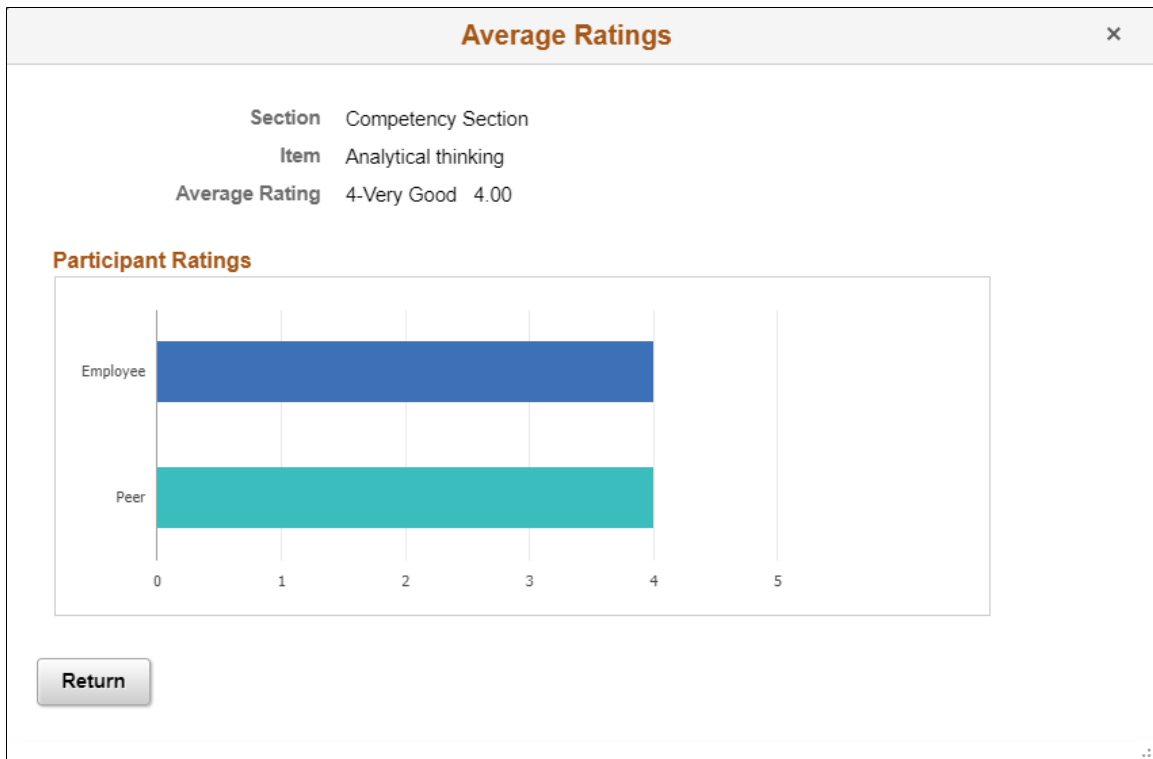 Average Ratings ×
Section Competency Section
Item Analytical thinking
Average Rating 4-Very Good 4.00
Participant Ratings
Employee
Peer
0 1 2 3 4 5
Return